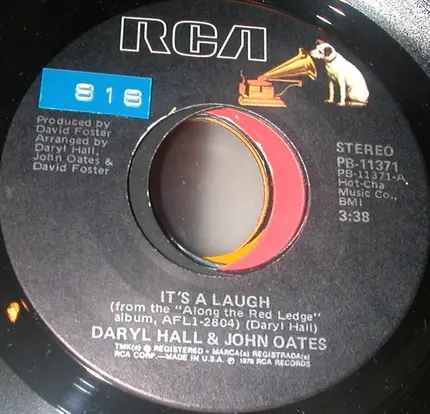 RCA
818
Produced by
David Foster
Arranged by
Daryl Hall,
John Oates &
David Foster
STEREO
PB-11371
PB-11371-A
Hot-Cha
Music Co.,
BMI
3:38
IT'S A LAUGH
(from the "Along the Red Ledge"
album, AFL1-2804) (Daryl Hall)
DARYL HALL & JOHN OATES
TMK(s) ® REGISTERED • MARCA(s) REGISTRADA(s)
RCA CORP.—MADE IN U.S.A. ℗ 1978 RCA RECORDS